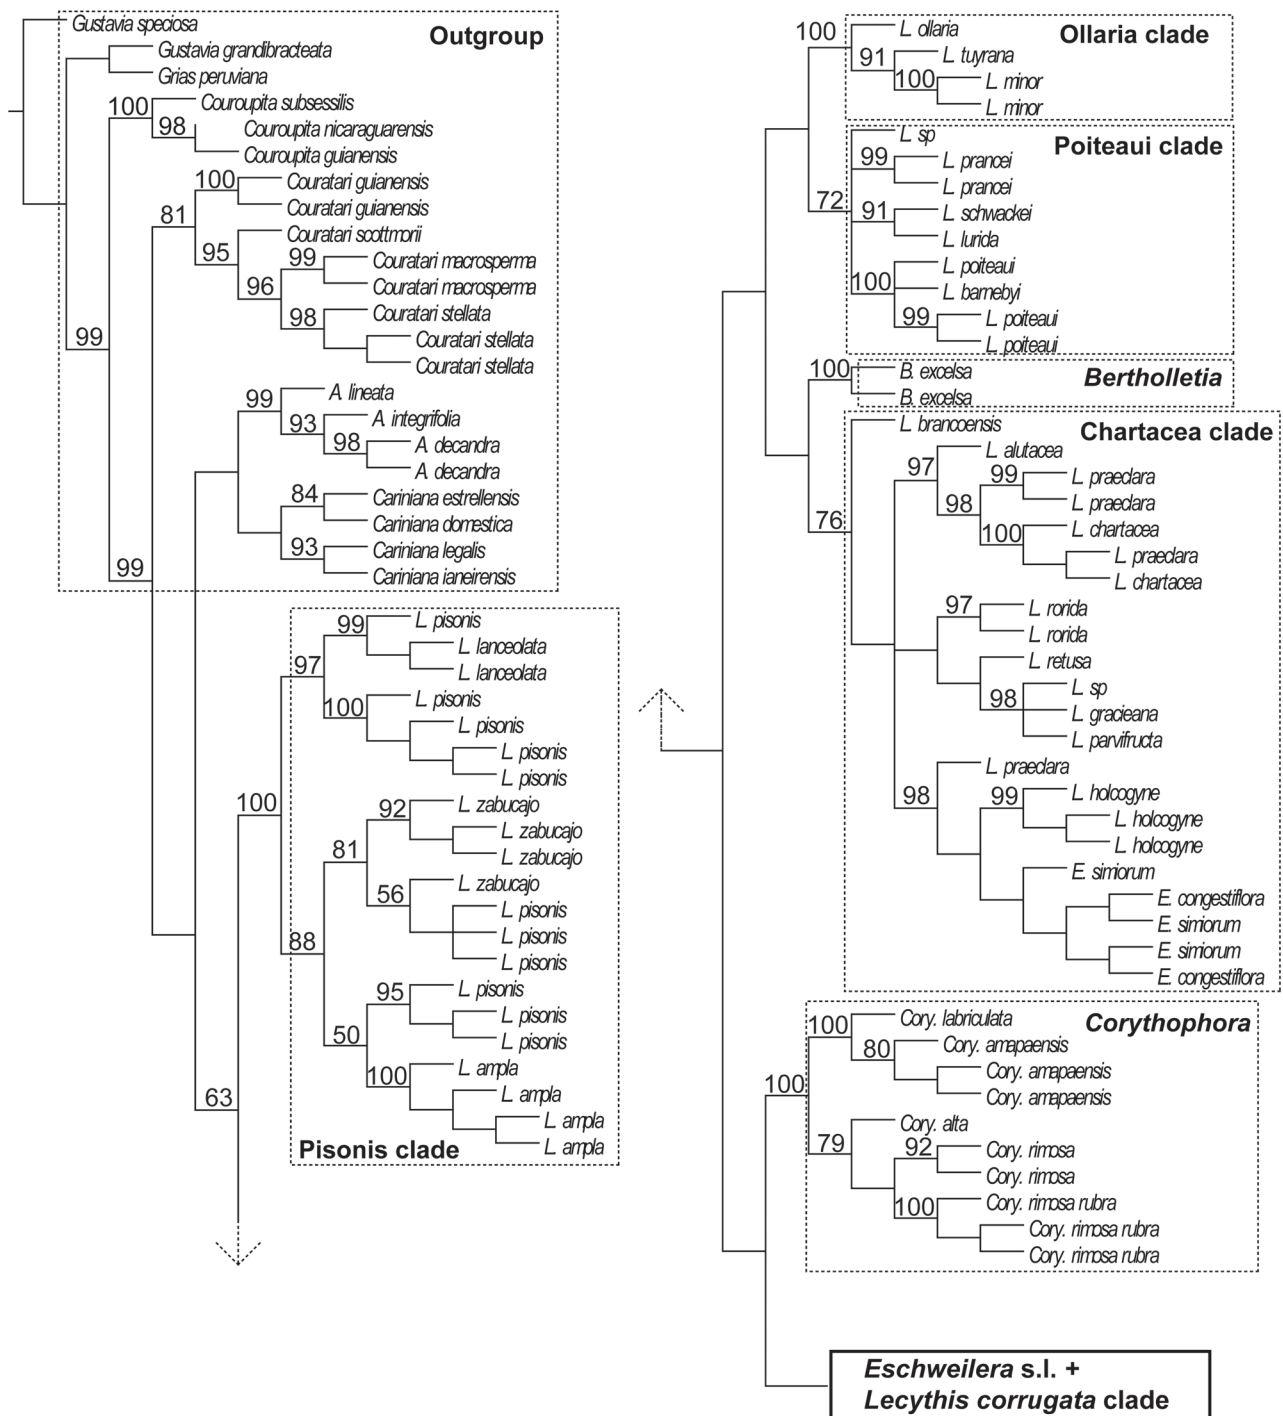 Gustavia speciosa
Outgroup
Gustavia grandibracteata
Grias peruviana
100
Couroupita subsessilis
98
Couroupita nicaraguarensis
Couroupita guianensis
100
Couratari guianensis
Couratari guianensis
81
Couratari scottmorii
95
99
Couratari macrosperma
96
Couratari macrosperma
98
Couratari stellata
99
Couratari stellata
Couratari stellata
99
A. lineata
93
A. integrifolia
98
A. decandra
A. decandra
84
Cariniana estrellensis
Cariniana domestica
93
Cariniana legalis
99
Cariniana ianeirensis
99
L. pisonis
97
L. lanceolata
L. lanceolata
100
L. pisonis
L. pisonis
L. pisonis
L. pisonis
100
92
L. zabucajo
L. zabucajo
81
L. zabucajo
56
L. zabucajo
L. pisonis
88
L. pisonis
L. pisonis
95
L. pisonis
L. pisonis
50
L. pisonis
100
L. ampla
63
L. ampla
L. ampla
L. ampla
Pisonis clade
100
L. ollaria
Ollaria clade
91
L. tuyrana
100
L. minor
L. minor
L. sp
Poiteaui clade
99
L. prancei
L. prancei
72
91
L. schwackei
L. lurida
L. poiteaui
100
L. barnebyi
99
L. poiteaui
L. poiteaui
100
B. excelsa
Bertholletia
B. excelsa
L. brancoensis
Chartacea clade
97
L. alutacea
99
L. praeclara
98
L. praeclara
76
100
L. chartacea
L. praeclara
L. chartacea
97
L. rorida
L. rorida
L. retusa
98
L. sp
L. gracieana
L. parvifructa
L. praeclara
98
99
L. holcogyne
L. holcogyne
L. holcogyne
E. simiorum
E. congestiflora
E. simiorum
E. simiorum
E. congestiflora
100
Cory. labriculata
Corythophora
80
Cory. amapaensis
100
Cory. amapaensis
Cory. amapaensis
Cory. alta
79
92
Cory. rimosa
Cory. rimosa
100
Cory. rimosa rubra
Cory. rimosa rubra
Cory. rimosa rubra
Eschweilera s.l. +
Lecythis corrugata clade